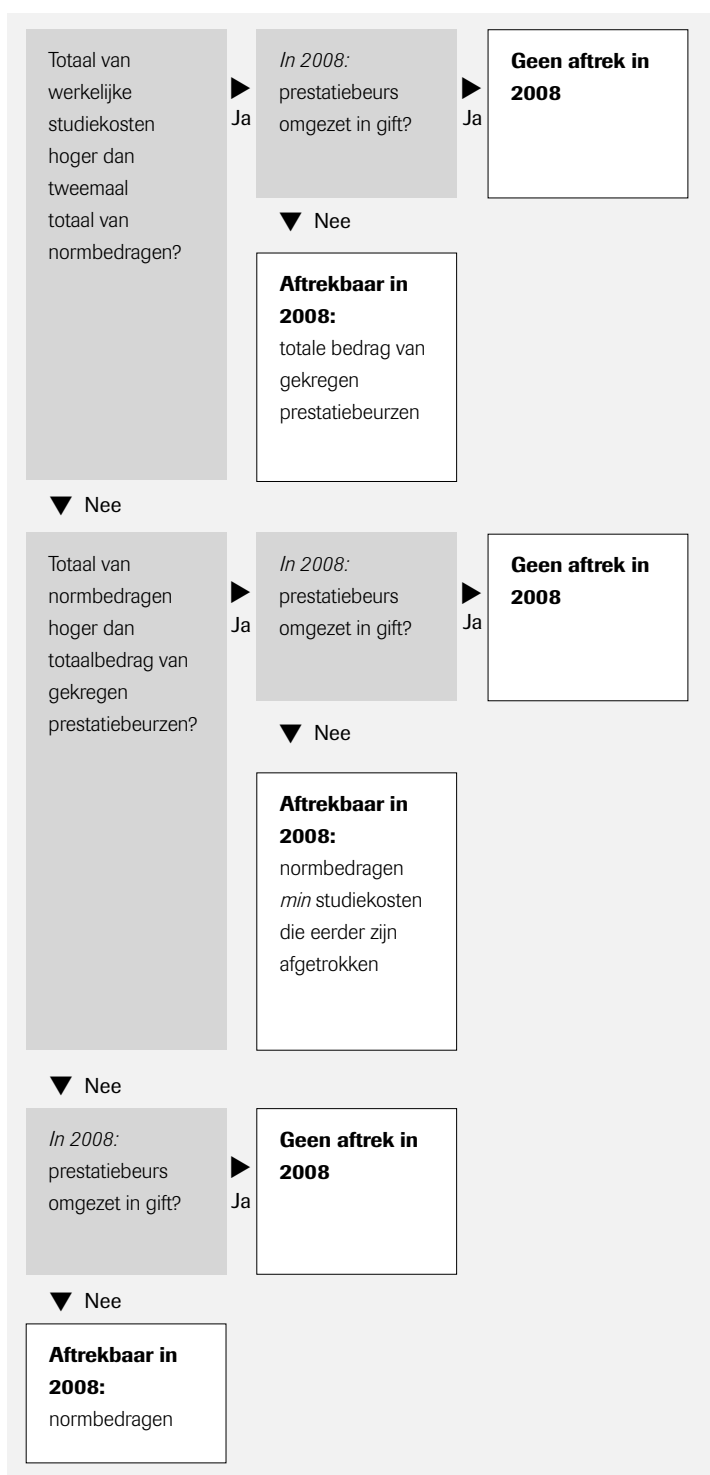 Totaal van
werkelijke
studiekosten
hoger dan
tweemaal
totaal van
normbedragen?
Ja
In 2008:
prestatiebeurs
omgezet in gift?
Ja
Geen aftrek in
2008
Nee
Aftrekbaar in
2008:
totale bedrag van
gekregen
prestatiebeurzen
Nee
Totaal van
normbedragen
hoger dan
totaalbedrag van
gekregen
prestatiebeurzen?
Ja
In 2008:
prestatiebeurs
omgezet in gift?
Ja
Geen aftrek in
2008
Nee
Aftrekbaar in
2008:
normbedragen
min studiekosten
die eerder zijn
afgetrokken
Nee
In 2008:
prestatiebeurs
omgezet in gift?
Ja
Geen aftrek in
2008
Nee
Aftrekbaar in
2008:
normbedragen